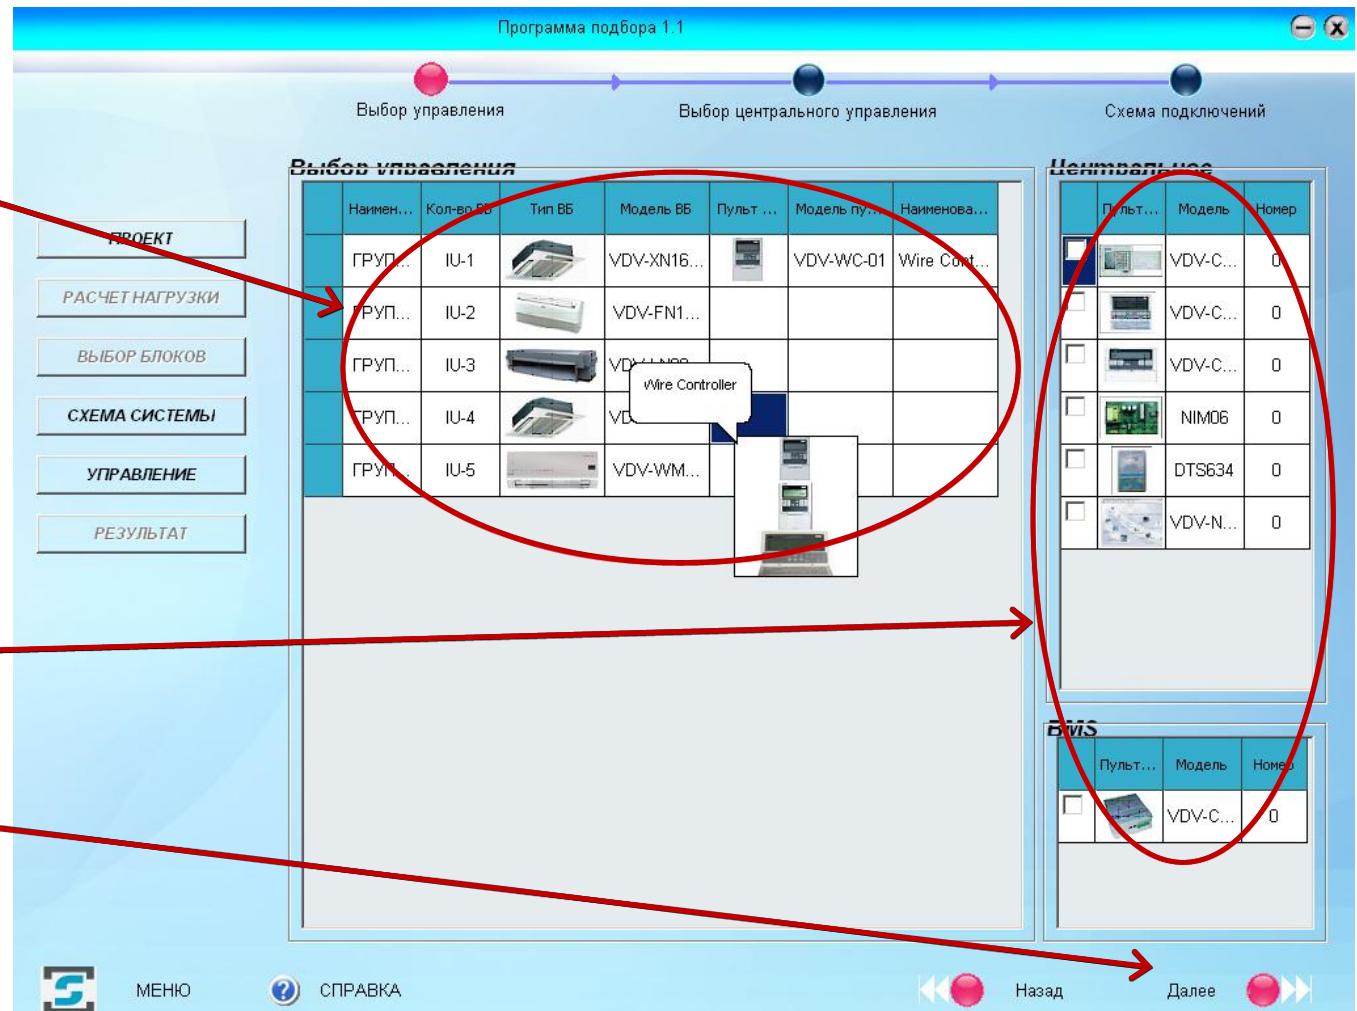 Программа подбора 1.1
Выбор управления
Выбор центрального управления
Схема подключений
Выбор управления
Центральное
ПРОЕКТ
РАСЧЕТ НАГРУЗКИ
ВЫБОР БЛОКОВ
СХЕМА СИСТЕМЫ
УПРАВЛЕНИЕ
РЕЗУЛЬТАТ
Наимен... Кол-во ВБ Тип ВБ Модель ВБ Пульт ... Модель пу... Наименова...
ГРУП... IU-1 VDV-XN16... VDV-WC-01 Wire Cont...
ГРУП... IU-2 VDV-FN1...
ГРУП... IU-3
ГРУП... IU-4
ГРУП... IU-5 VDV-WM...
Wire Controller
Пульт... Модель Номер
VDV-C... 0
VDV-C... 0
VDV-C... 0
NIM06 0
DTS634 0
VDV-N... 0
BMS
Пульт... Модель Номер
VDV-C... 0
МЕНЮ
СПРАВКА
Назад
Далее